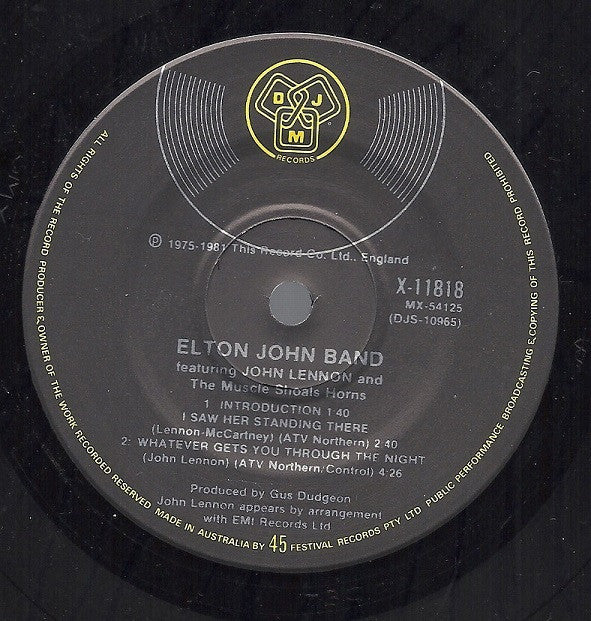 D J
M
RECORDS
Ⓟ 1975-1981 This Record Co. Ltd., England
X-11818
MX-54125
(DJS-10965)
ELTON JOHN BAND
featuring JOHN LENNON and
The Muscle Shoals Horns
1 INTRODUCTION 1·40
I SAW HER STANDING THERE
(Lennon-McCartney) (ATV Northern) 2·40
2: WHATEVER GETS YOU THROUGH THE NIGHT
(John Lennon) (ATV Northern/Control) 4·26
Produced by Gus Dudgeon
John Lennon appears by arrangement
with EMI Records Ltd
ALL RIGHTS OF THE RECORD PRODUCER & OWNER OF THE WORK RECORDED RESERVED MADE IN AUSTRALIA BY 45 FESTIVAL RECORDS PTY LTD PUBLIC PERFORMANCE BROADCASTING & COPYING OF THIS RECORD PROHIBITED